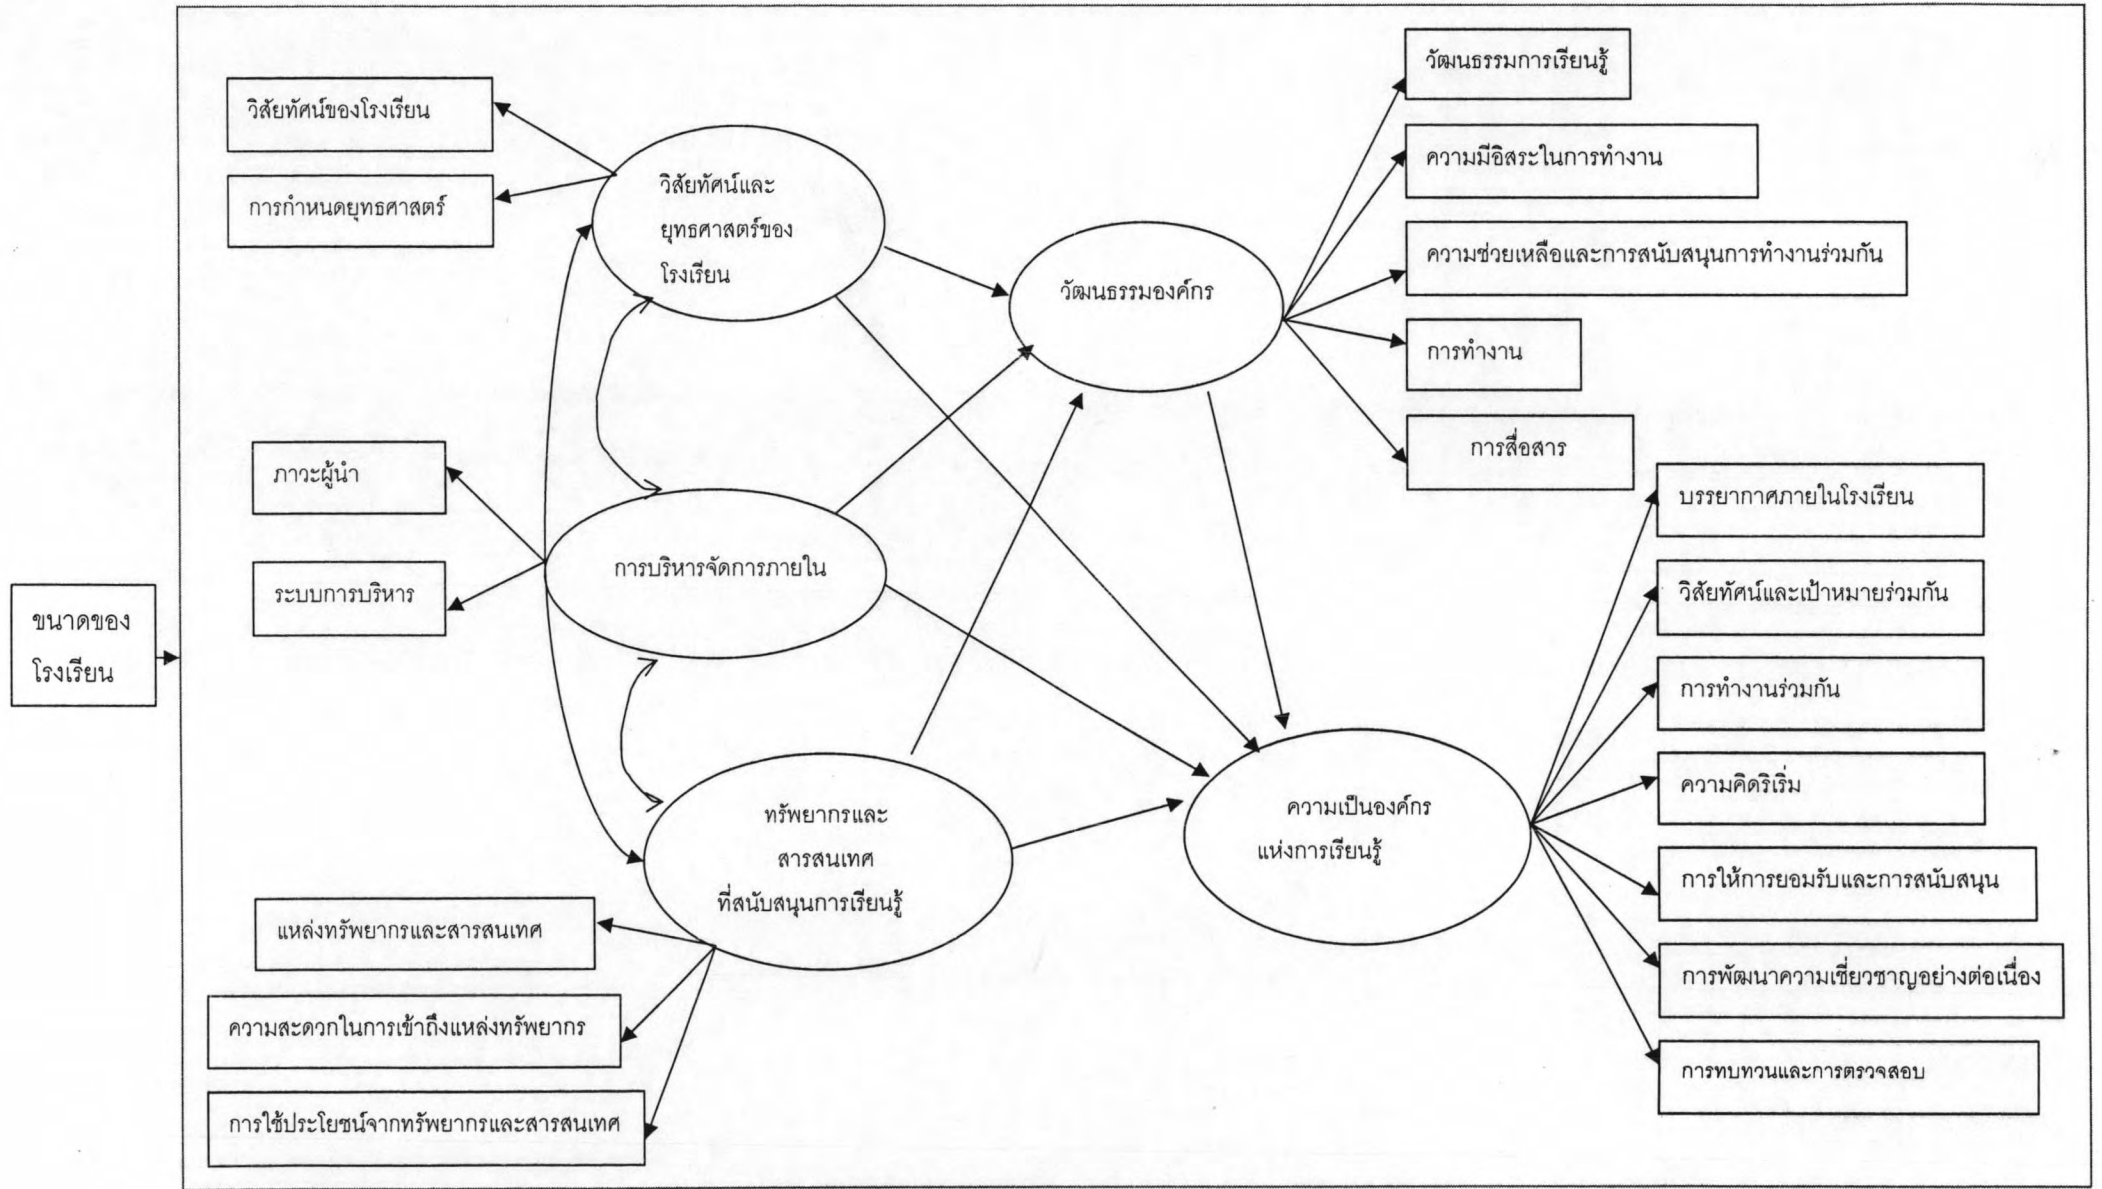 วัฒนธรรมการเรียนรู้
วิสัยทัศน์ของโรงเรียน
ความมีอิสระในการทำงาน
วิสัยทัศน์และ
ยุทธศาสตร์ของ
โรงเรียน
การกำหนดยุทธศาสตร์
ความช่วยเหลือและการสนับสนุนการทำงานร่วมกัน
วัฒนธรรมองค์กร
การทำงาน
การสื่อสาร
ภาวะผู้นำ
บรรยากาศภายในโรงเรียน
การบริหารจัดการภายใน
ระบบการบริหาร
วิสัยทัศน์และเป้าหมายร่วมกัน
ขนาดของ
โรงเรียน
การทำงานร่วมกัน
ความคิดริเริ่ม
ทรัพยากรและ
สารสนเทศ
ที่สนับสนุนการเรียนรู้
ความเป็นองค์กร
แห่งการเรียนรู้
การให้การยอมรับและการสนับสนุน
แหล่งทรัพยากรและสารสนเทศ
การพัฒนาความเชี่ยวชาญอย่างต่อเนื่อง
ความสะดวกในการเข้าถึงแหล่งทรัพยากร
การทบทวนและการตรวจสอบ
การใช้ประโยชน์จากทรัพยากรและสารสนเทศ